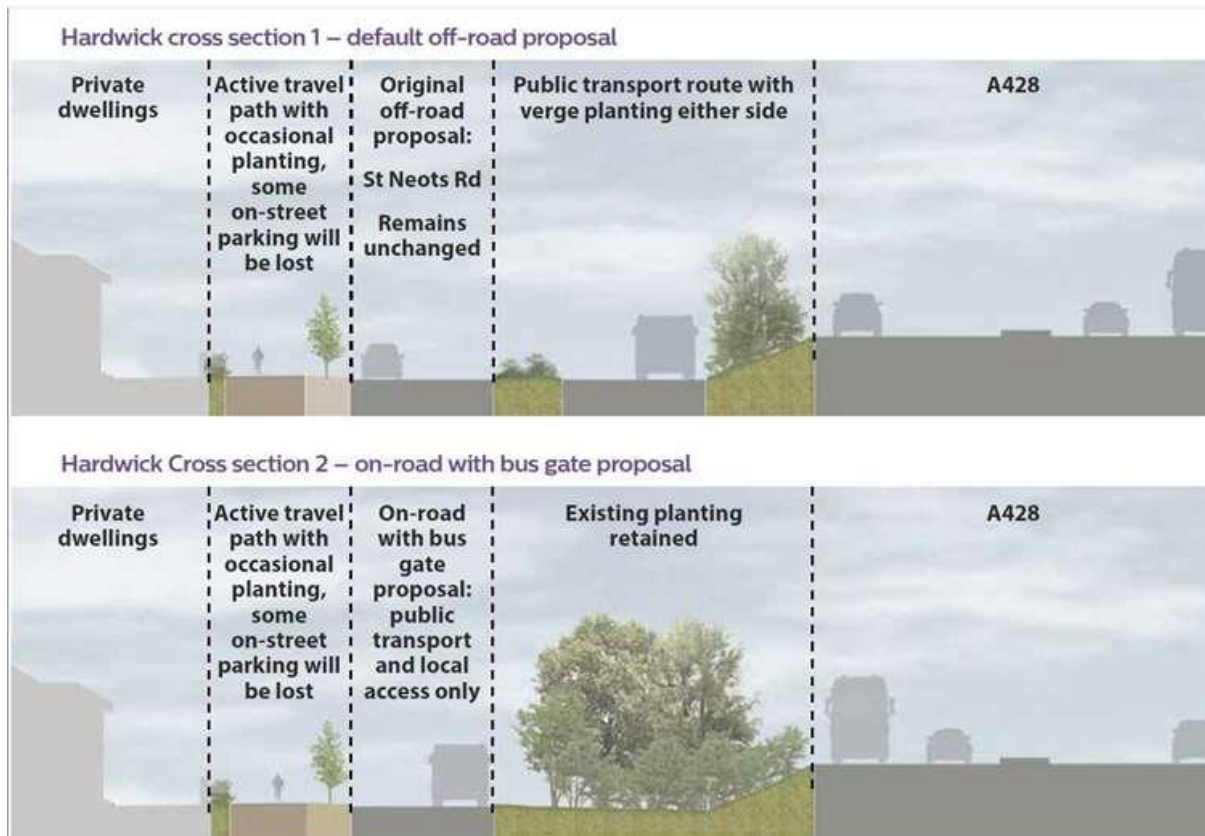 Hardwick cross section 1 – default off-road proposal
Private
dwellings
Active travel
path with
occasional
planting,
some
on-street
parking will
be lost
Original
off-road
proposal:
St Neots Rd
Remains
unchanged
Public transport route with
verge planting either side
A428
Hardwick Cross section 2 – on-road with bus gate proposal
Private
dwellings
Active travel
path with
occasional
planting,
some
on-street
parking will
be lost
On-road
with bus
gate
proposal:
public
transport
and local
access only
Existing planting
retained
A428